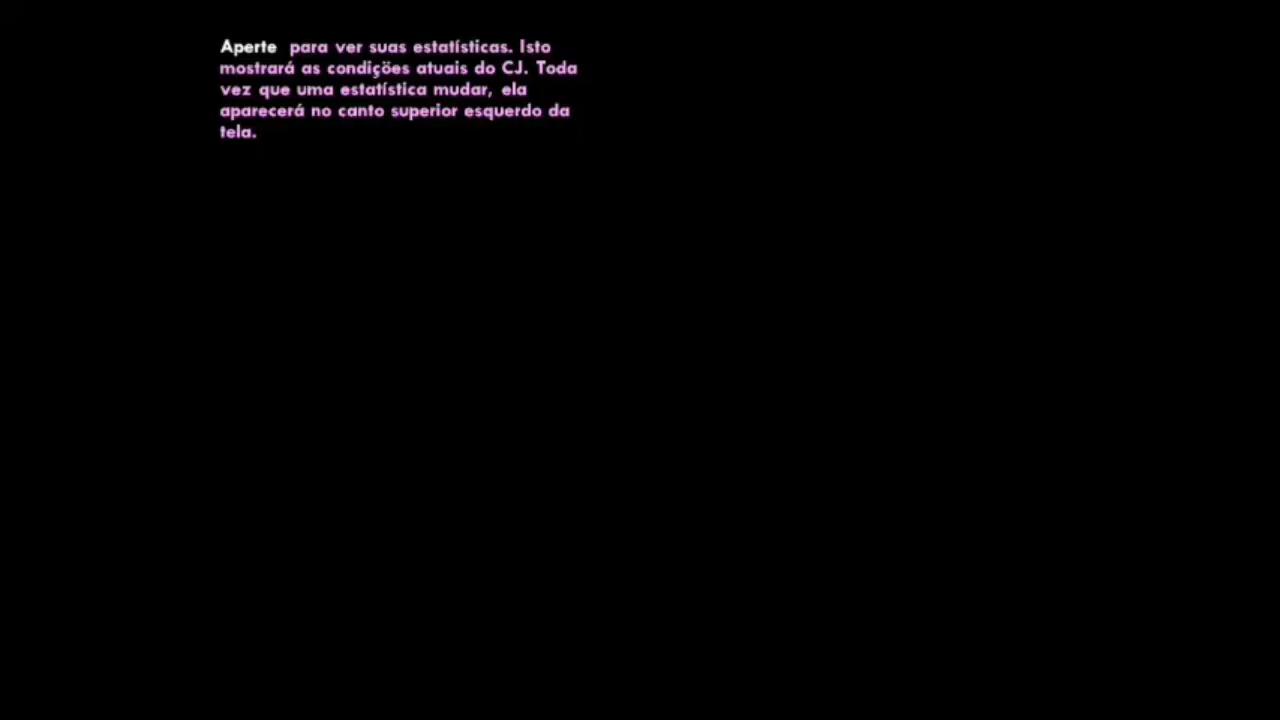 Aperte para ver suas estatísticas. Isto
mostrará as condições atuais do CJ. Toda
vez que uma estatística mudar, ela
aparecerá no canto superior esquerdo da
tela.